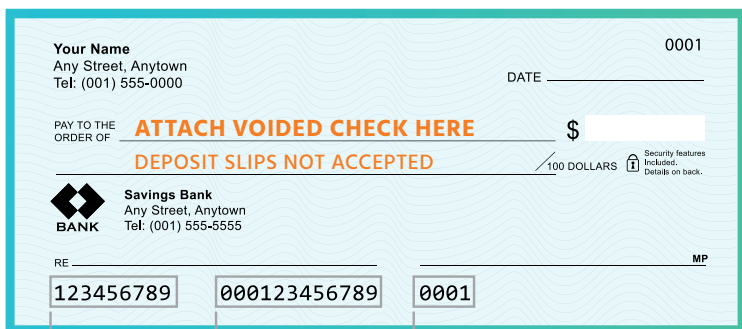 Your Name
0001
Any Street, Anytown
Tel: (001) 555-0000
DATE
PAY TO THE ORDER OF
ATTACH VOIDED CHECK HERE
$
DEPOSIT SLIPS NOT ACCEPTED
/100 DOLLARS
Security features
Included.
Details on back.
BANK
Savings Bank
Any Street, Anytown
Tel: (001) 555-5555
RE
MP
123456789 000123456789 0001